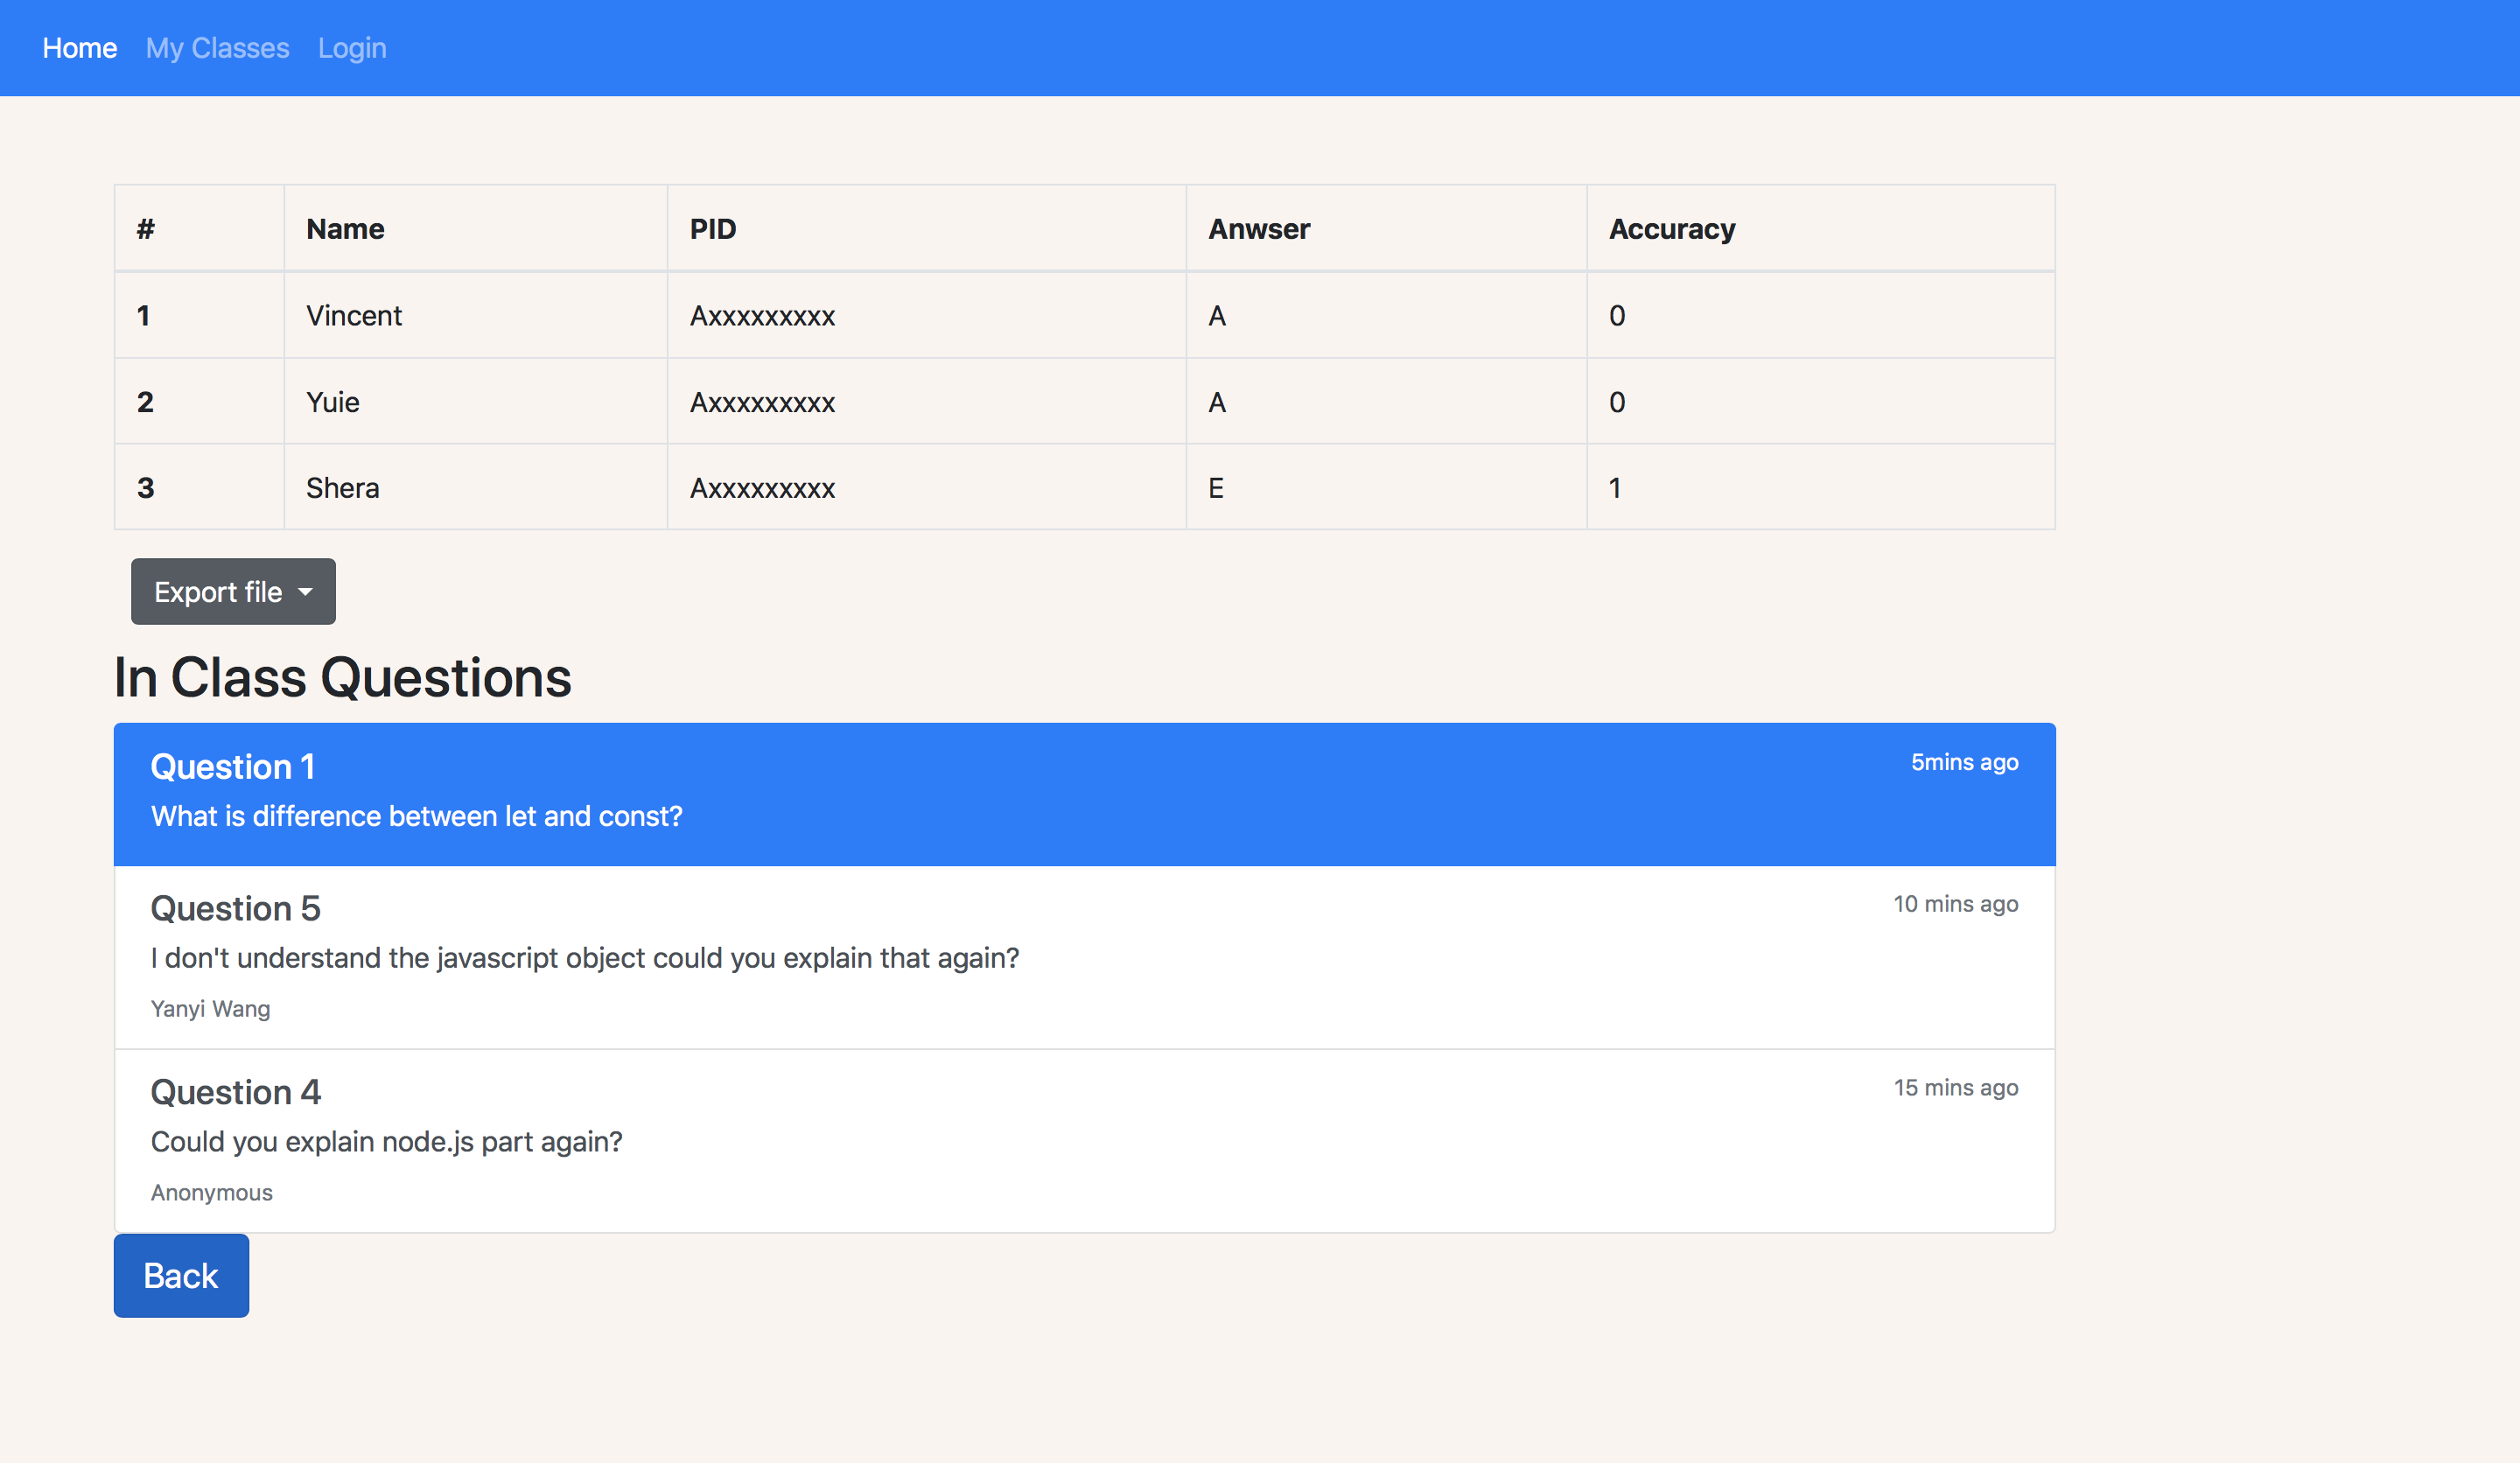 Home My Classes Login
# Name PID Anwser Accuracy
1 Vincent Axxxxxxxxx A 0
2 Yuie Axxxxxxxxx A 0
3 Shera Axxxxxxxxx E 1
Export file
In Class Questions
Question 1 5mins ago
What is difference between let and const?
Question 5 10 mins ago
I don't understand the javascript object could you explain that again?
Yanyi Wang
Question 4 15 mins ago
Could you explain node.js part again?
Anonymous
Back